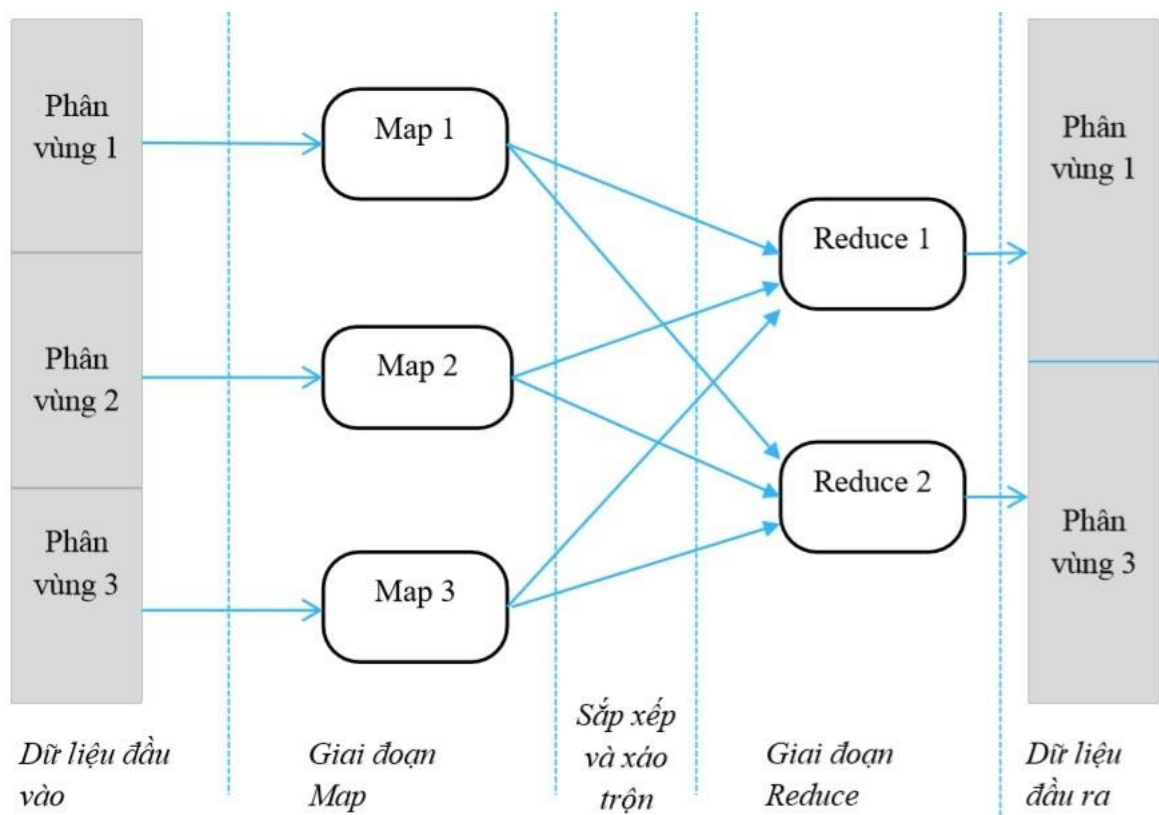 Phân
vùng 1
Phân
vùng 2
Phân
vùng 3
Map 1
Map 2
Map 3
Reduce 1
Reduce 2
Phân
vùng 1
Phân
vùng 3
Dữ liệu đầu
vào
Giai đoạn
Map
Sắp xếp
và xáo
trộn
Giai đoạn
Reduce
Dữ liệu
đầu ra